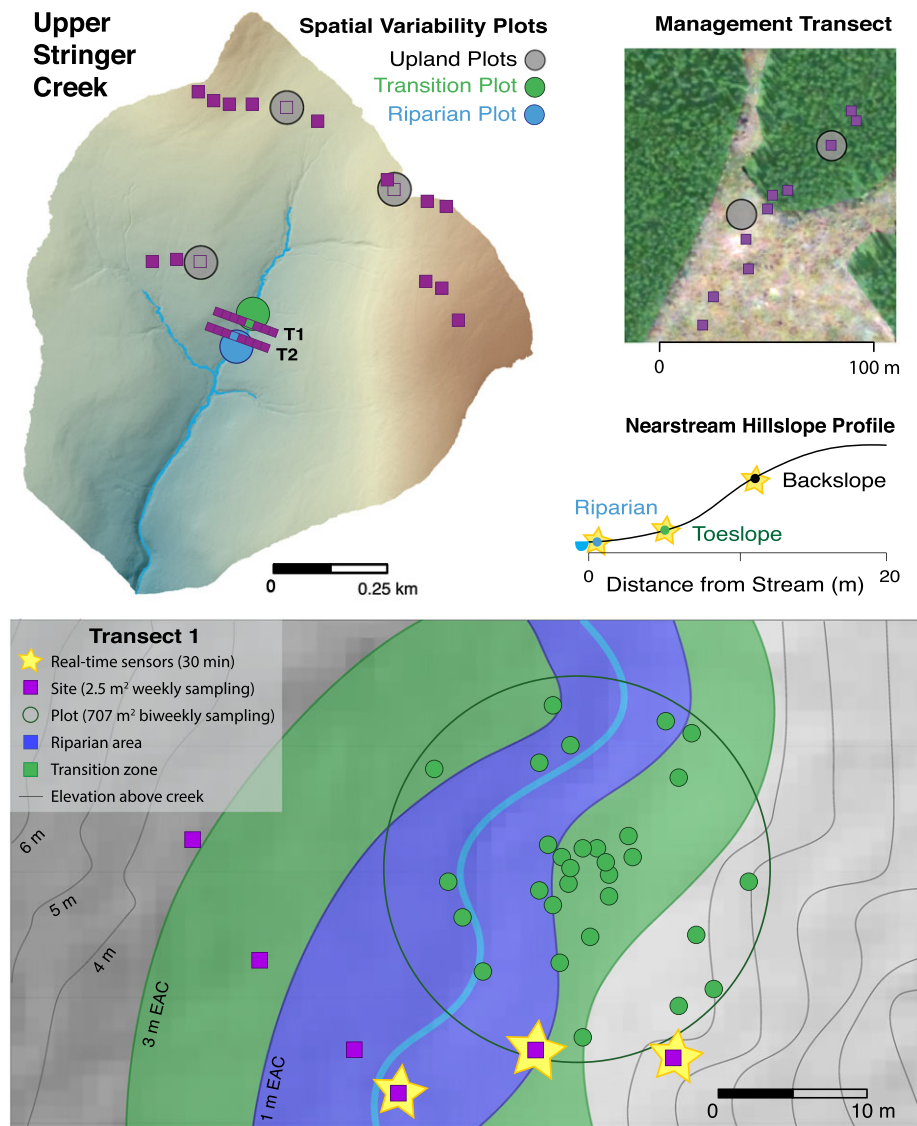 Upper
Stringer
Creek
Spatial Variability Plots
Upland Plots
Transition Plot
Riparian Plot
T1
T2
0
0.25 km
Management Transect
0
100 m
Nearstream Hillslope Profile
Backslope
Riparian
Toeslope
0
20
Distance from Stream (m)
Transect 1
Real-time sensors (30 min)
Site (2.5 m² weekly sampling)
Plot (707 m² biweekly sampling)
Riparian area
Transition zone
Elevation above creek
6 m
5 m
4 m
3 m EAC
1 m EAC
0
10 m